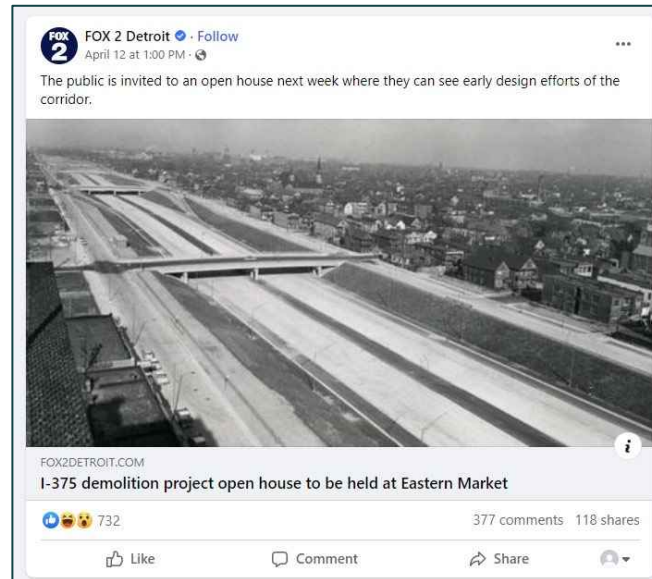 FOX
2
FOX 2 Detroit · Follow
April 12 at 1:00 PM ·
The public is invited to an open house next week where they can see early design efforts of the
corridor.
i
FOX2DETROIT.COM
I-375 demolition project open house to be held at Eastern Market
732 377 comments 118 shares
Like Comment Share